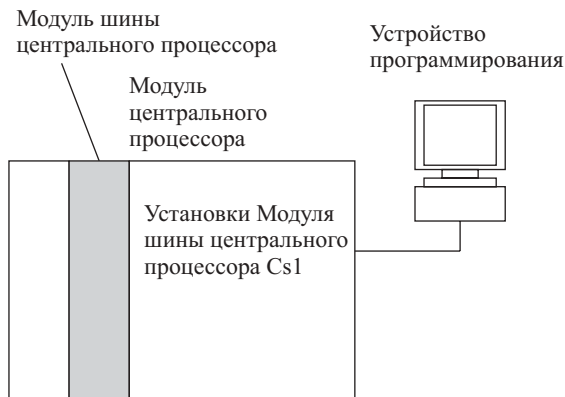 Модуль шины
центрального процессора
Модуль
центрального
процессора
Устройство
программирования
Установки Модуля
шины центрального
процессора Cs1